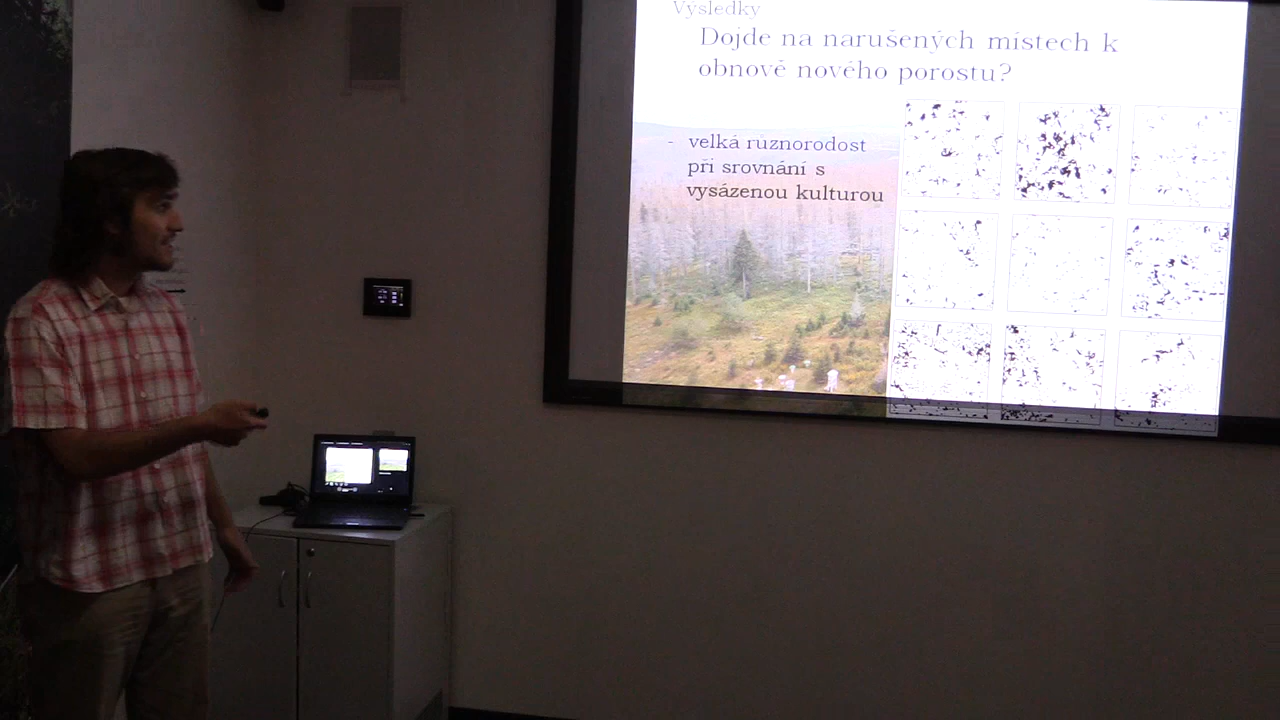 Výsledky
Dojde na narušených místech k
obnově nového porostu?
- velká různorodost
při srovnání s
vysázenou kulturou